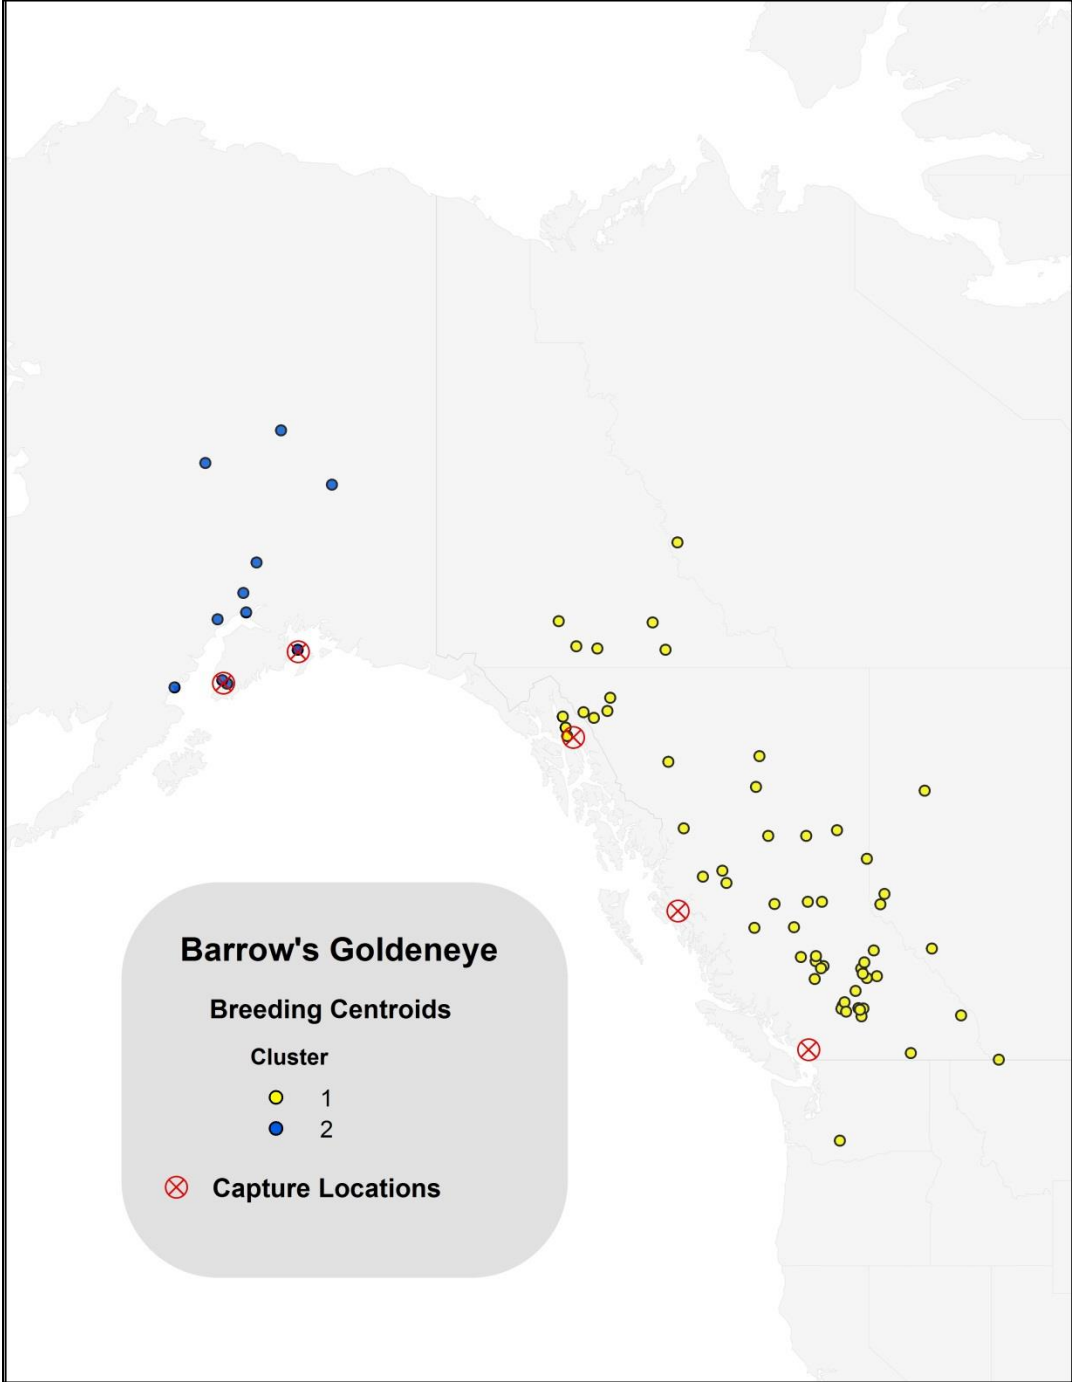 Barrow's Goldeneye
Breeding Centroids
Cluster
1
2
Capture Locations